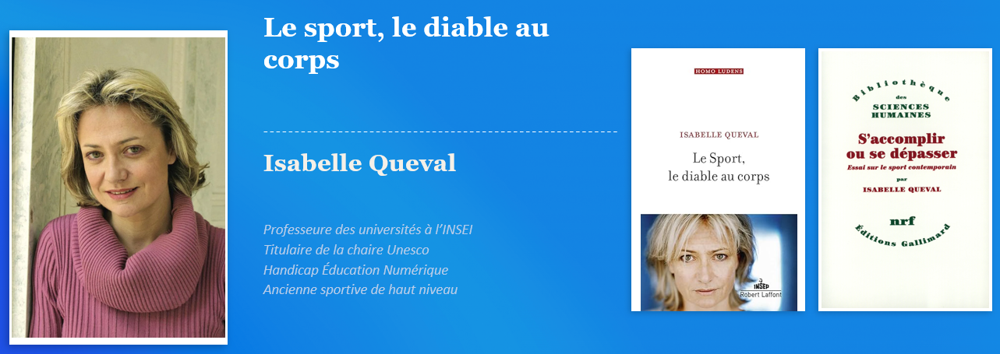 Le sport, le diable au
corps
Isabelle Queval
Professeure des universités à l’INSEI
Titulaire de la chaire Unesco
Handicap Éducation Numérique
Ancienne sportive de haut niveau
HOMO LUDENS
ISABELLE QUEVAL
Le Sport,
le diable au corps
INSEP
Robert Laffont
Bibliothèque
des
SCIENCES
HUMAINES
S'accomplir
ou se dépasser
Essai sur le sport contemporain
par
ISABELLE QUEVAL
nrf
Éditions Gallimard